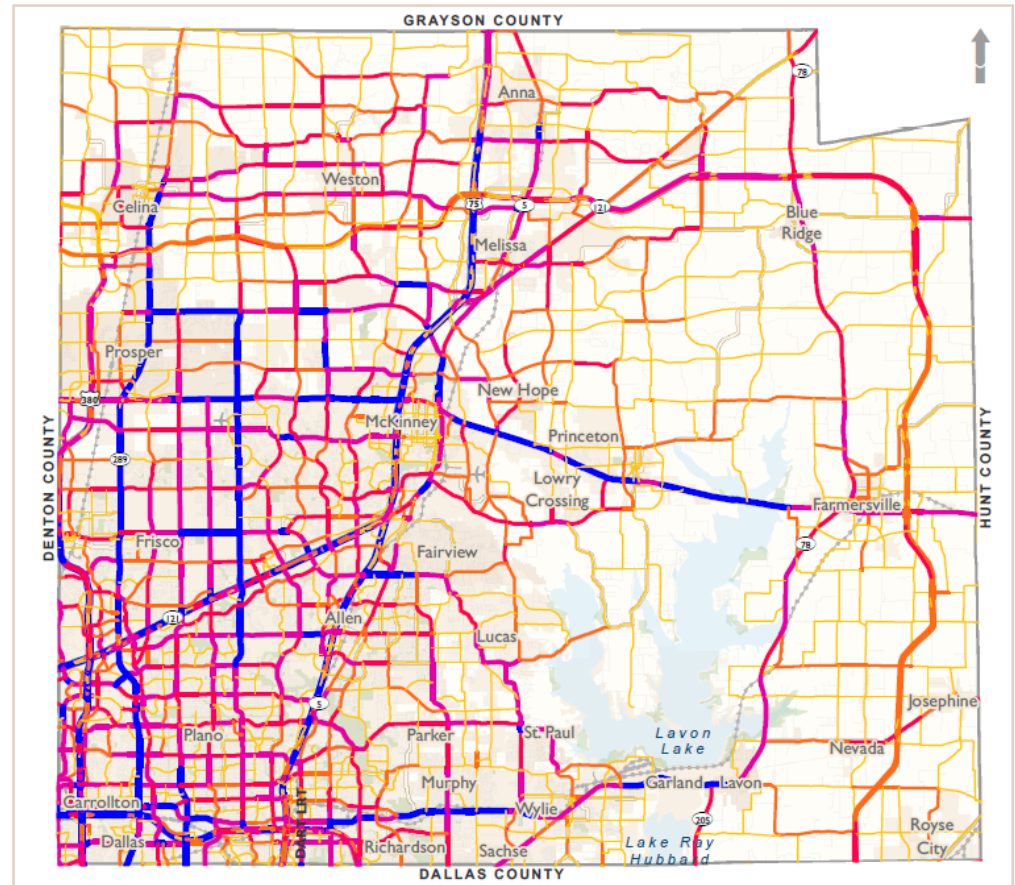 GRAYSON COUNTY
78
Anna
Weston
Celina
75
5
121
Blue
Ridge
Melissa
Prosper
380
New Hope
McKinney
Princeton
289
Lowry
Crossing
Farmersville
DENTON COUNTY
HUNT COUNTY
Frisco
78
Fairview
121
Allen
Lucas
5
Josephine
Plano
Parker
St. Paul
Lavon
Lake
Nevada
Murphy
Garland
Lavon
Carrollton
Wylie
DART LRT
205
Dallas
Richardson
Sachse
Lake Ray
Hubbard
Royse
City
DALLAS COUNTY